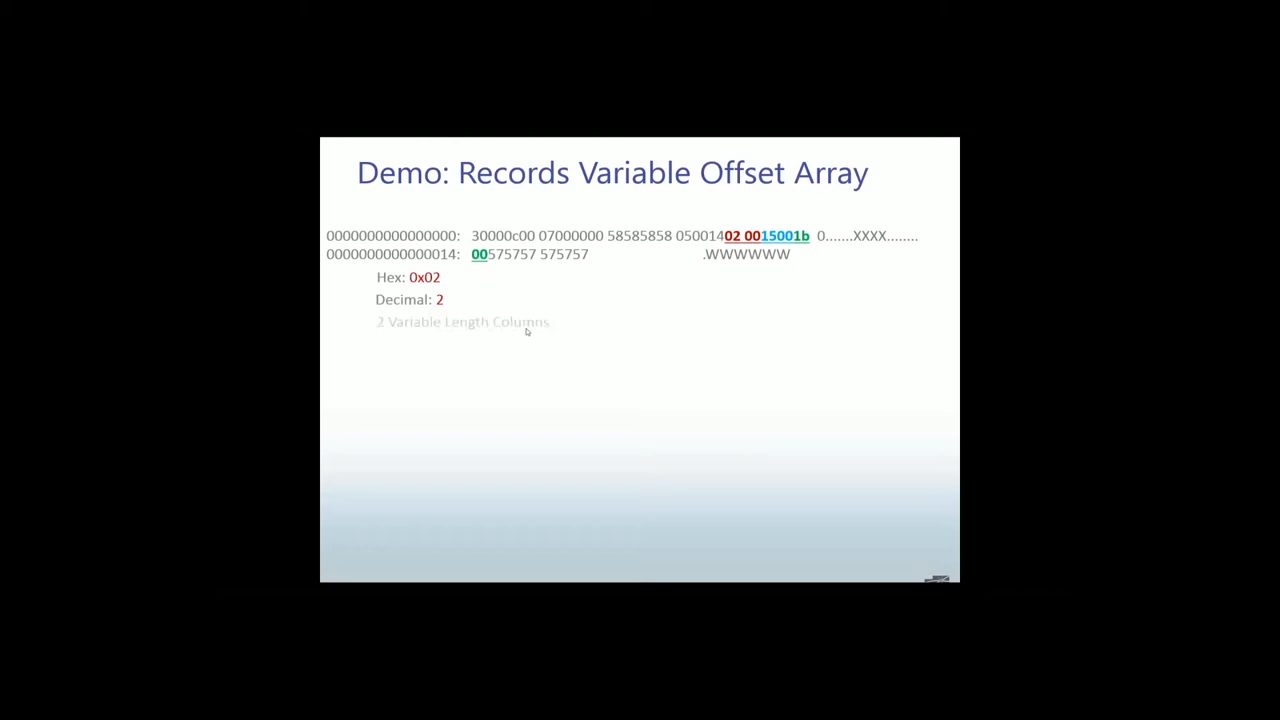 Demo: Records Variable Offset Array
0000000000000000: 30000c00 07000000 58585858 05001402 0015001b 0.......XXXX........
0000000000000014: 00575757 575757 .WWWWWW
Hex: 0x02
Decimal: 2
2 Variable Length Columns